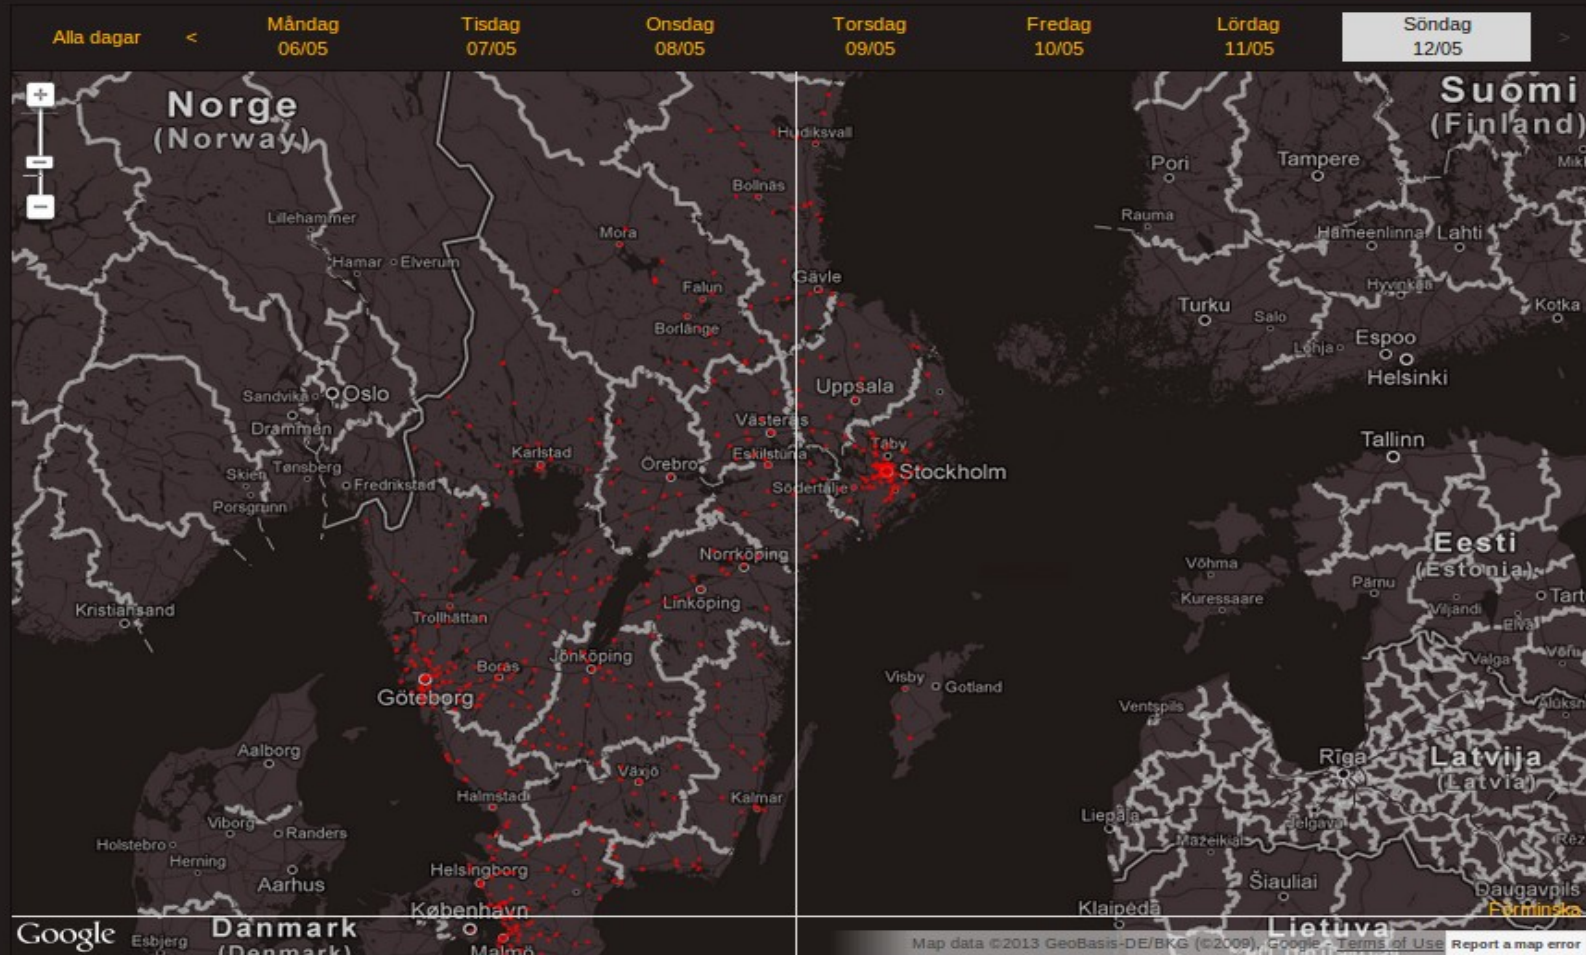 Alla dagar
<
Måndag
06/05
Tisdag
07/05
Onsdag
08/05
Torsdag
09/05
Fredag
10/05
Lördag
11/05
Söndag
12/05
>
Norge
(Norway)
Suomi
(Finland)
Hudiksvall
Pori
Tampere
Bollnäs
Lillehammer
Rauma
Mora
Hämeenlinna
Lahti
Hamar
Elverum
Gävle
Falun
Hyvinkää
Turku
Salo
Kotka
Borlänge
Espoo
Lohja
Helsinki
Uppsala
Sandvika
Oslo
Drammen
Västerås
Täby
Tallinn
Karlstad
Eskilstuna
Örebro
Stockholm
Skien
Tønsberg
Fredrikstad
Södertälje
Porsgrunn
Norrköping
Eesti
(Estonia)
Võhma
Pärnu
Kuressaare
Linköping
Viljandi
Elva
Kristiansand
Trollhättan
Valga
Borås
Jönköping
Visby
Gotland
Göteborg
Ventspils
Aalborg
Rīga
Latvija
(Latvia)
Växjö
Halmstad
Kalmar
Liepāja
Jelgava
Viborg
Randers
Holstebro
Mažeikiai
Herning
Helsingborg
Aarhus
Šiauliai
Daugavpils
København
Klaipėda
Förminska
Google
Danmark
(Denmark)
Esbjerg
Malmö
Lietuva
Map data ©2013 GeoBasis-DE/BKG (©2009), Google - Terms of Use
Report a map error